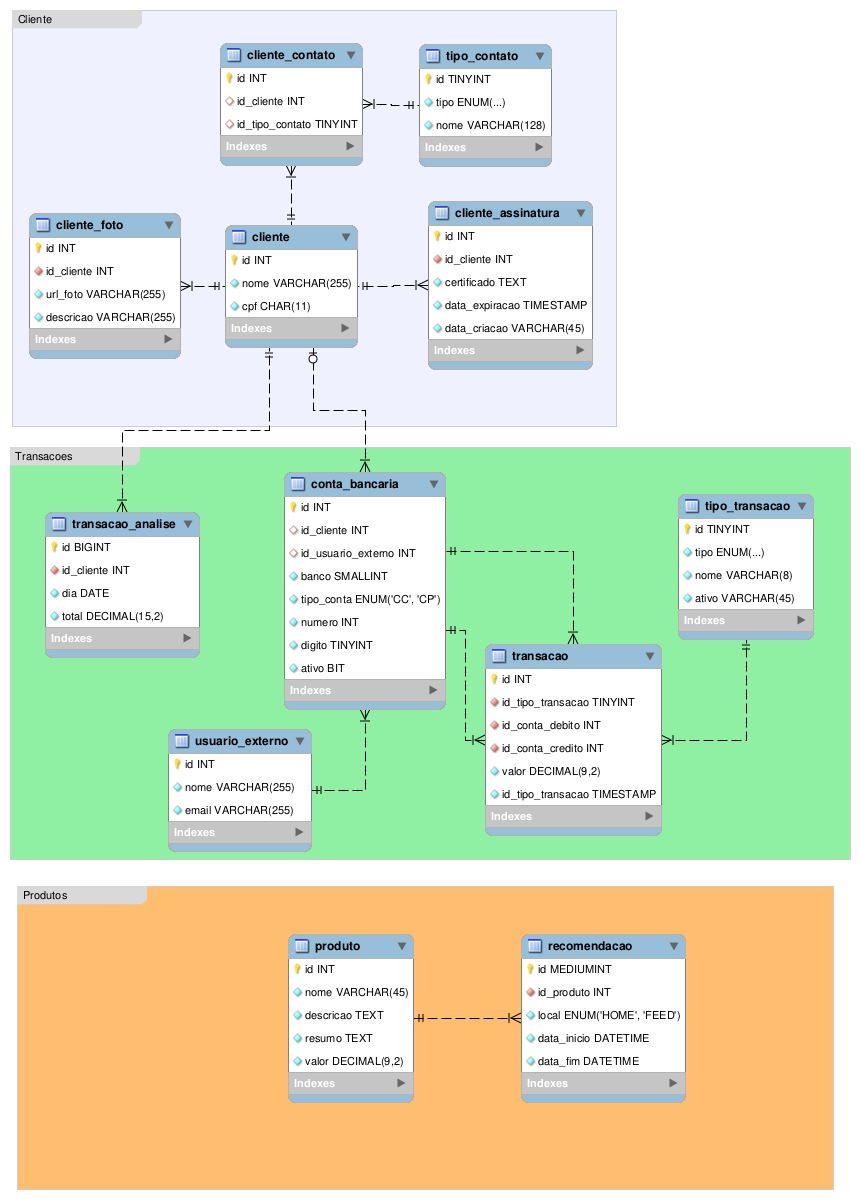 Cliente
cliente_contato
id INT
id_cliente INT
id_tipo_contato TINYINT
Indexes
tipo_contato
id TINYINT
tipo ENUM(...)
nome VARCHAR(128)
Indexes
cliente_foto
id INT
id_cliente INT
url_foto VARCHAR(255)
descricao VARCHAR(255)
Indexes
cliente
id INT
nome VARCHAR(255)
cpf CHAR(11)
Indexes
cliente_assinatura
id INT
id_cliente INT
certificado TEXT
data_expiracao TIMESTAMP
data_criacao VARCHAR(45)
Indexes
Transacoes
transacao_analise
id BIGINT
id_cliente INT
dia DATE
total DECIMAL(15,2)
Indexes
conta_bancaria
id INT
id_cliente INT
id_usuario_externo INT
banco SMALLINT
tipo_conta ENUM('CC', 'CP')
numero INT
digito TINYINT
ativo BIT
Indexes
tipo_transacao
id TINYINT
tipo ENUM(...)
nome VARCHAR(8)
ativo VARCHAR(45)
Indexes
transacao
id INT
id_tipo_transacao TINYINT
id_conta_debito INT
id_conta_credito INT
valor DECIMAL(9,2)
id_tipo_transacao TIMESTAMP
Indexes
usuario_externo
id INT
nome VARCHAR(255)
email VARCHAR(255)
Indexes
Produtos
produto
id INT
nome VARCHAR(45)
descricao TEXT
resumo TEXT
valor DECIMAL(9,2)
Indexes
recomendacao
id MEDIUMINT
id_produto INT
local ENUM('HOME', 'FEED')
data_inicio DATETIME
data_fim DATETIME
Indexes